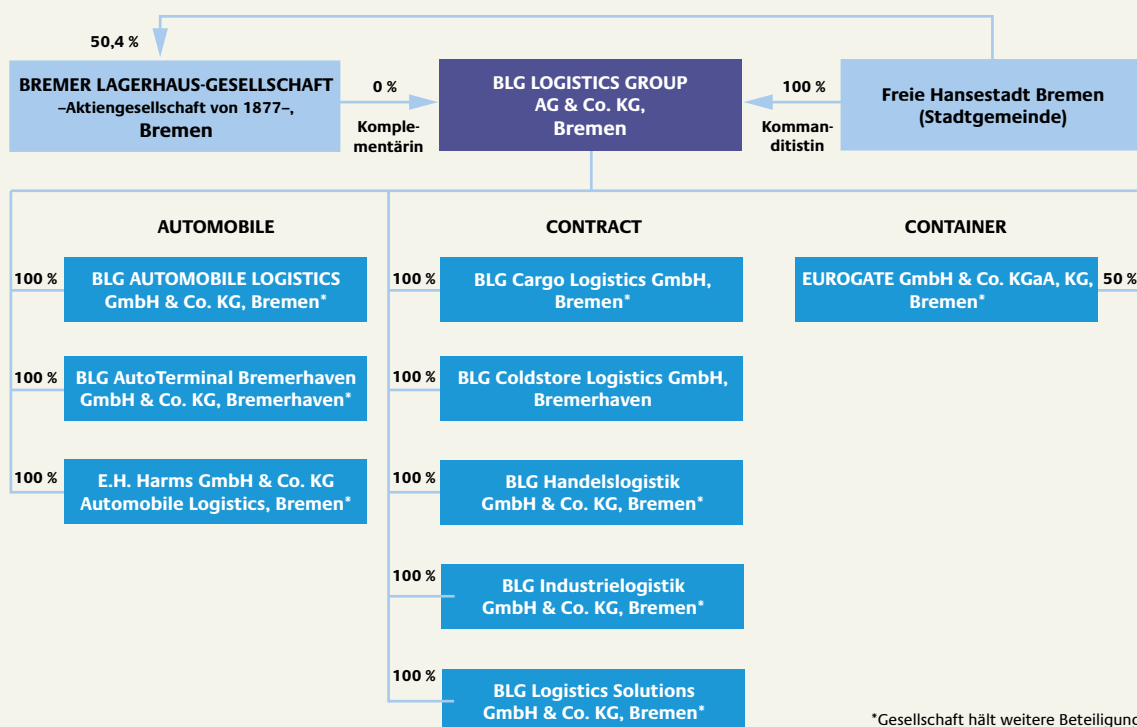 50,4 %
BREMER LAGERHAUS-GESELLSCHAFT
–Aktiengesellschaft von 1877–,
Bremen
0 %
Komple-
mentärin
BLG LOGISTICS GROUP
AG & Co. KG,
Bremen
100 %
Komman-
ditistin
Freie Hansestadt Bremen
(Stadtgemeinde)
AUTOMOBILE
100 %
BLG AUTOMOBILE LOGISTICS
GmbH & Co. KG, Bremen*
100 %
BLG AutoTerminal Bremerhaven
GmbH & Co. KG, Bremerhaven*
100 %
E.H. Harms GmbH & Co. KG
Automobile Logistics, Bremen*
CONTRACT
100 %
BLG Cargo Logistics GmbH,
Bremen*
100 %
BLG Coldstore Logistics GmbH,
Bremerhaven
100 %
BLG Handelslogistik
GmbH & Co. KG, Bremen*
100 %
BLG Industrielogistik
GmbH & Co. KG, Bremen*
100 %
BLG Logistics Solutions
GmbH & Co. KG, Bremen*
CONTAINER
EUROGATE GmbH & Co. KGaA, KG,
Bremen*
50 %
*Gesellschaft hält weitere Beteiligung